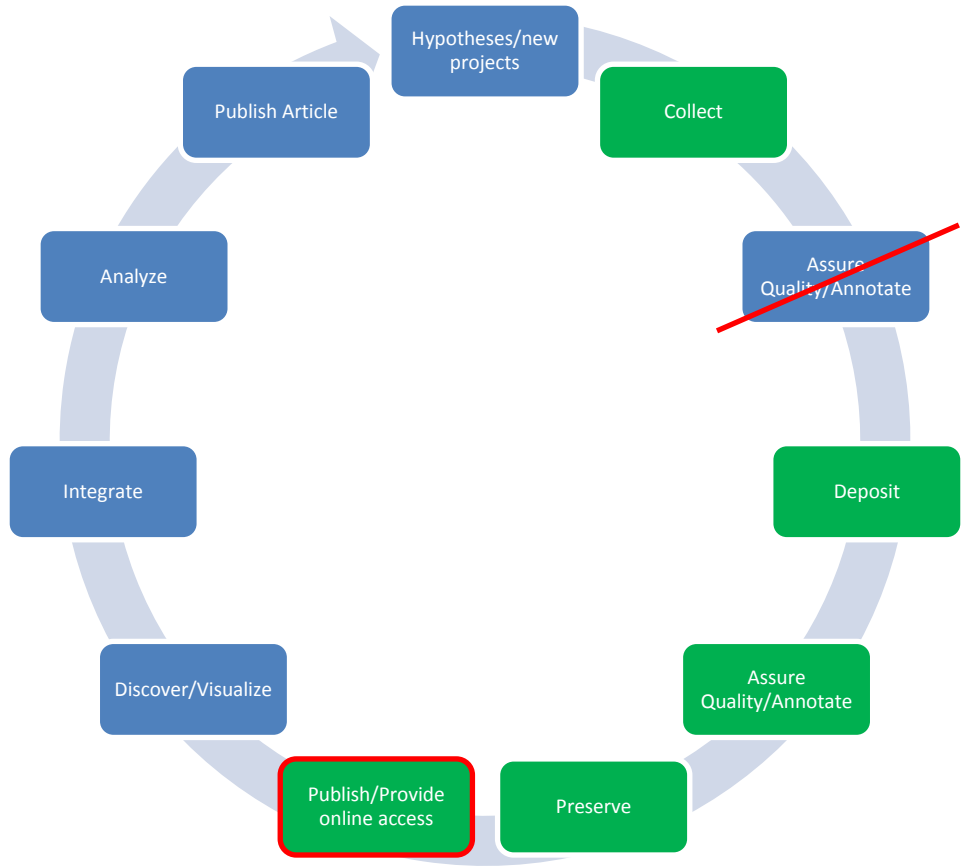 Hypotheses/new
projects
Collect
Assure
Quality/Annotate
Deposit
Assure
Quality/Annotate
Preserve
Publish/Provide
online access
Discover/Visualize
Integrate
Analyze
Publish Article